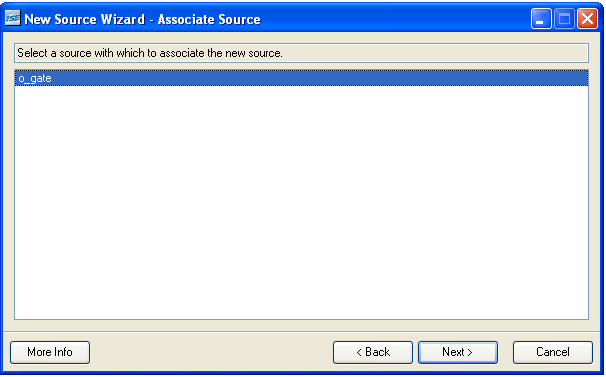 ISE New Source Wizard - Associate Source
Select a source with which to associate the new source.
o_gate
More Info
< Back
Next >
Cancel